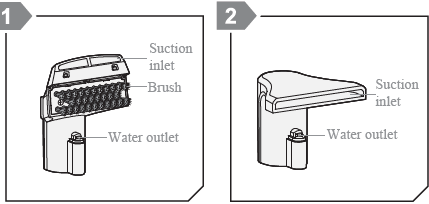 1
Suction
inlet
Brush
Water outlet
2
Suction
inlet
Water outlet